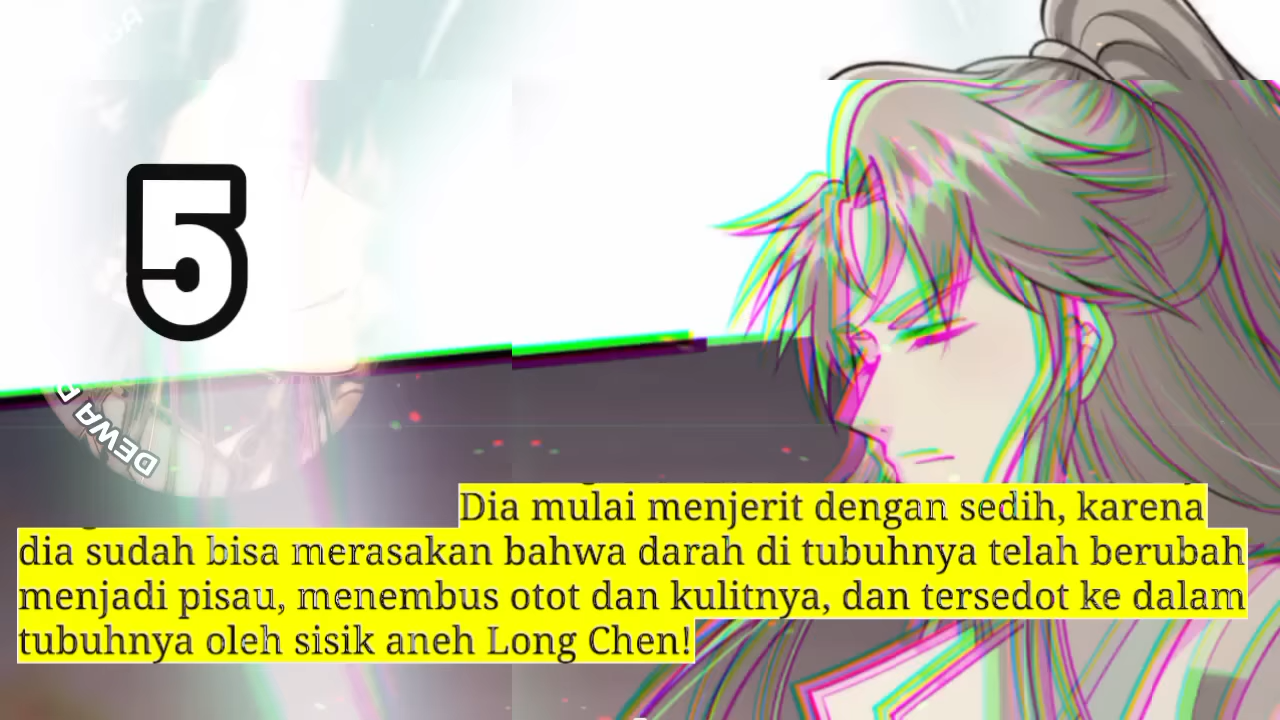 5
DEWA
Dia mulai menjerit dengan sedih, karena
dia sudah bisa merasakan bahwa darah di tubuhnya telah berubah
menjadi pisau, menembus otot dan kulitnya, dan tersedot ke dalam
tubuhnya oleh sisik aneh Long Chen!